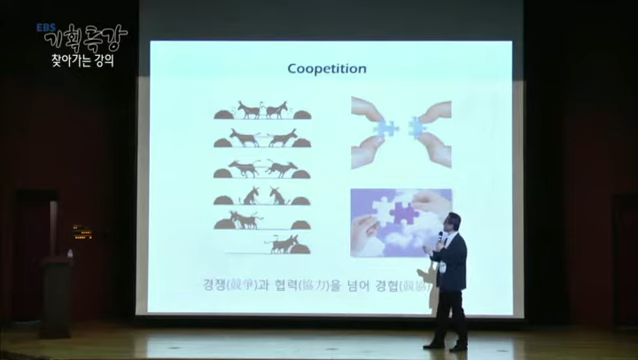 EBS
기획특강
찾아가는 강의
Coopetition
경쟁(競爭)과 협력(協力)을 넘어 경협(競協)